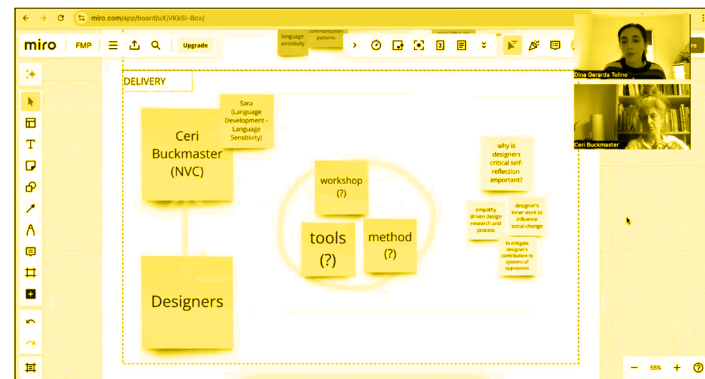 miro.com/app/board/uXjVKkSI-Bc=/
miro
FMP
Upgrade
language
sensitivity
communication
patterns
Dina Gerarda Tolino
Ceri Buckmaster
DELIVERY
Ceri
Buckmaster
(NVC)
Sara
(Language
Development -
Language
Sensitivity)
Designers
workshop
(?)
tools
(?)
method
(?)
why is
designers
critical self-
reflection
important?
empathy
driven design
research and
process
designer's
inner work to
influence
social change
to mitigate
designer's
contribution to
systems of
oppression
55%